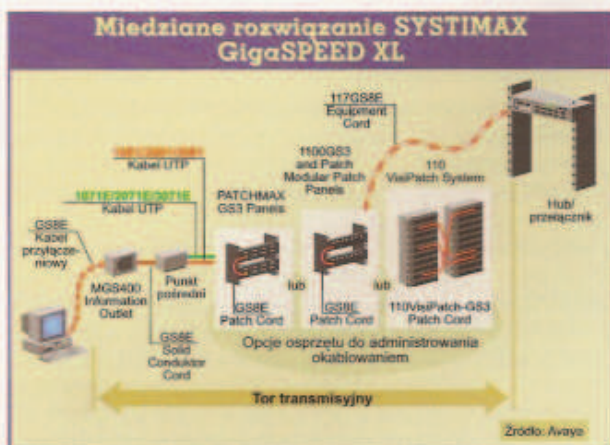 Miedziane rozwiązanie SYSTIMAX
GigaSPEED XL
117GS8E
Equipment
Cord
Kabel UTP
1100GS3
and Patch
Modular Patch
Panels
110
VisiPatch System
1071E/2071E/3071E
Kabel UTP
PATCHMAX
GS3 Panels
Hub/
przełącznik
GS8E
Kabel
przyłącze-
niowy
MGS400
Information
Outlet
Punkt
pośredni
lub
lub
GS8E
Patch Cord
GS8E
Patch Cord
110VisiPatch-GS3
Patch Cord
GS8E
Solid
Conduktor
Cord
Opcje osprzętu do administrowania
okablowaniem
Tor transmisyjny
Źródło: Avaya